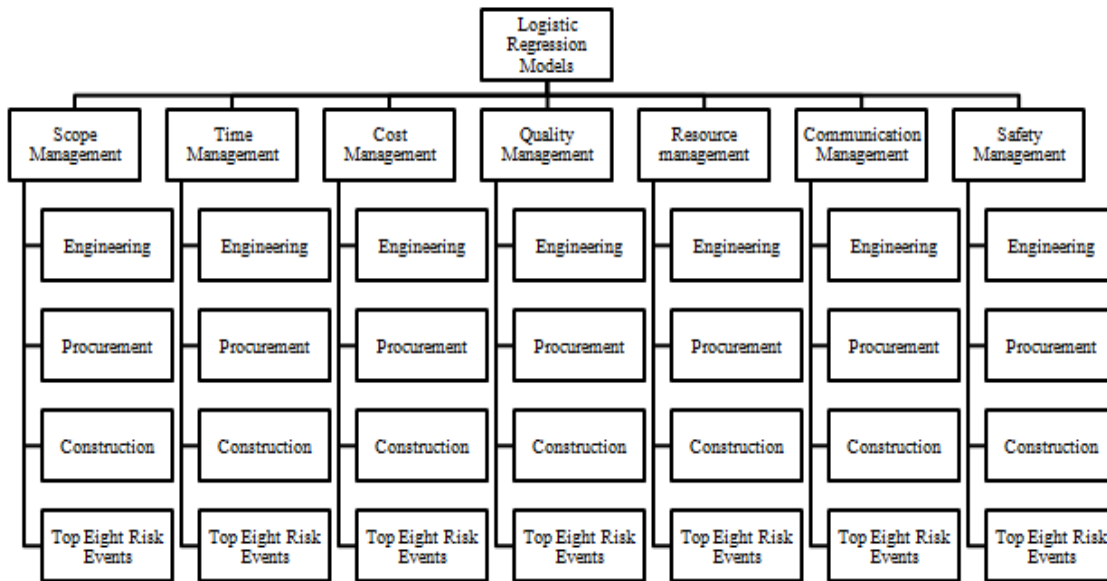 Logistic
Regression
Models
Scope
Management
Time
Management
Cost
Management
Quality
Management
Resource
management
Communication
Management
Safety
Management
Engineering
Engineering
Engineering
Engineering
Engineering
Engineering
Engineering
Procurement
Procurement
Procurement
Procurement
Procurement
Procurement
Procurement
Construction
Construction
Construction
Construction
Construction
Construction
Construction
Top Eight Risk
Events
Top Eight Risk
Events
Top Eight Risk
Events
Top Eight Risk
Events
Top Eight Risk
Events
Top Eight Risk
Events
Top Eight Risk
Events